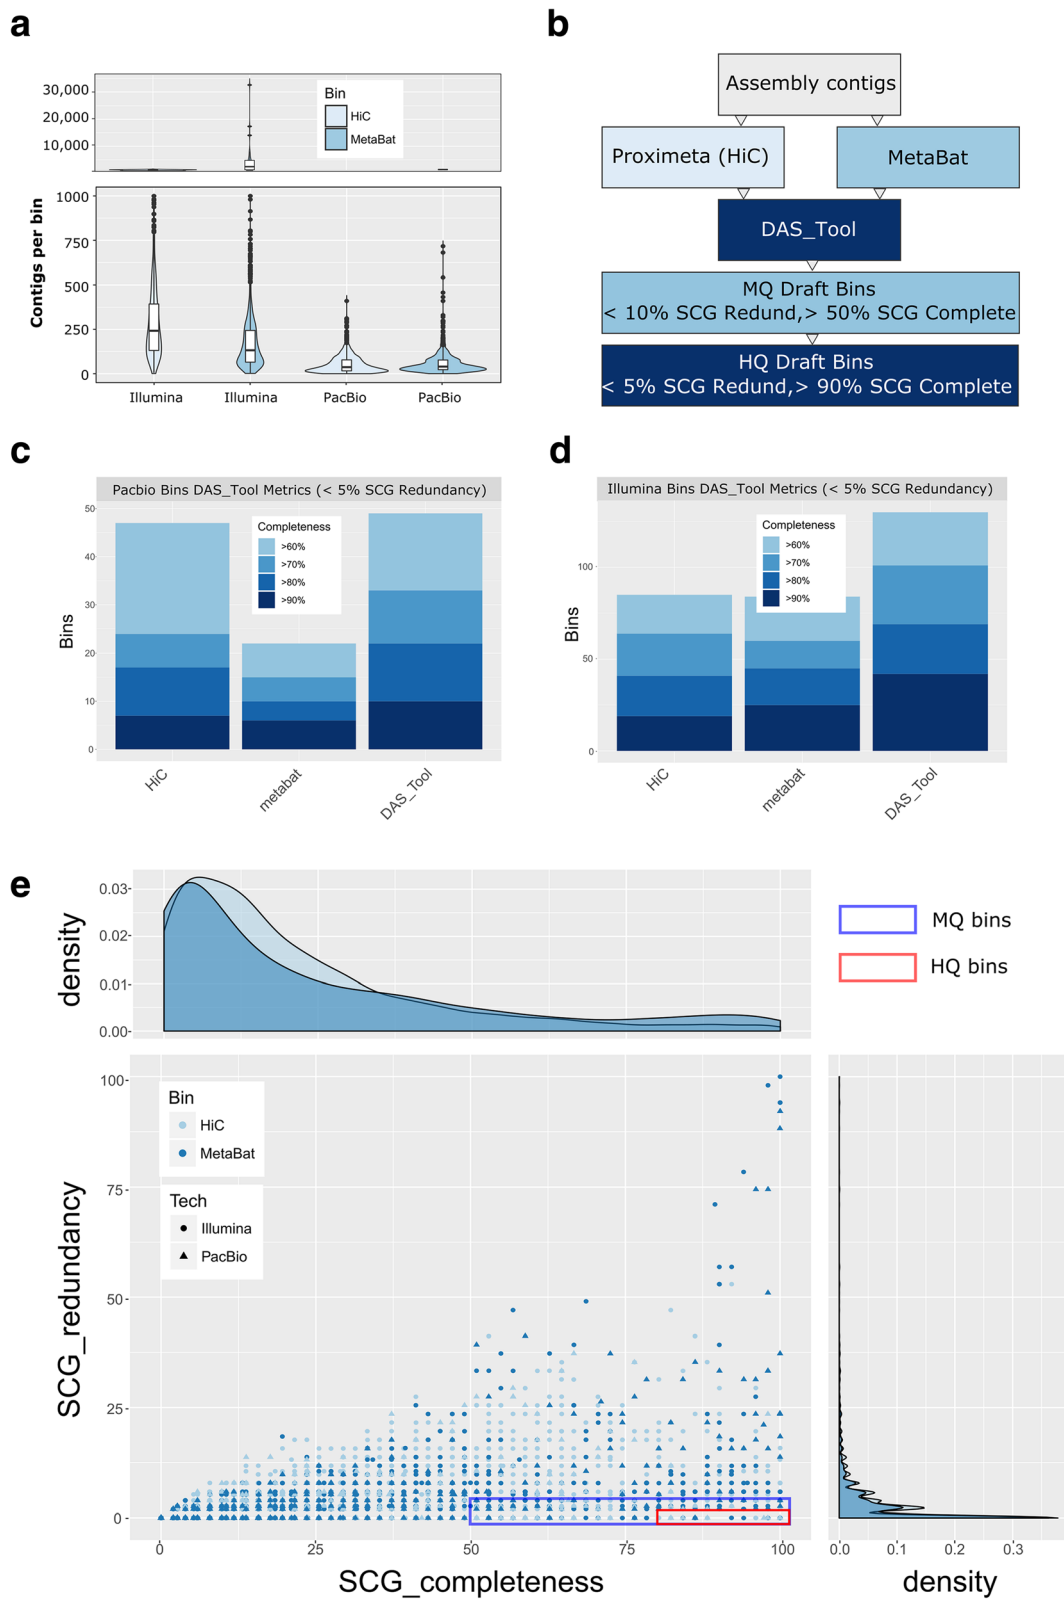 a
30,000
20,000
10,000
Bin
HiC
MetaBat
Contigs per bin
1000
750
500
250
0
Illumina
Illumina
PacBio
PacBio
b
Assembly contigs
Proximeta (HiC)
MetaBat
DAS_Tool
MQ Draft Bins
< 10% SCG Redund,> 50% SCG Complete
HQ Draft Bins
< 5% SCG Redund,> 90% SCG Complete
c
Pacbio Bins DAS_Tool Metrics (< 5% SCG Redundancy)
Bins
50
40
30
20
10
0
Completeness
>60%
>70%
>80%
>90%
HiC
metabat
DAS_Tool
d
Illumina Bins DAS_Tool Metrics (< 5% SCG Redundancy)
Bins
100
50
0
Completeness
>60%
>70%
>80%
>90%
HiC
metabat
DAS_Tool
e
density
0.03
0.02
0.01
0.00
MQ bins
HQ bins
SCG_redundancy
100
75
50
25
0
Bin
HiC
MetaBat
Tech
Illumina
PacBio
0
25
50
75
100
SCG_completeness
0.0
0.1
0.2
0.3
density